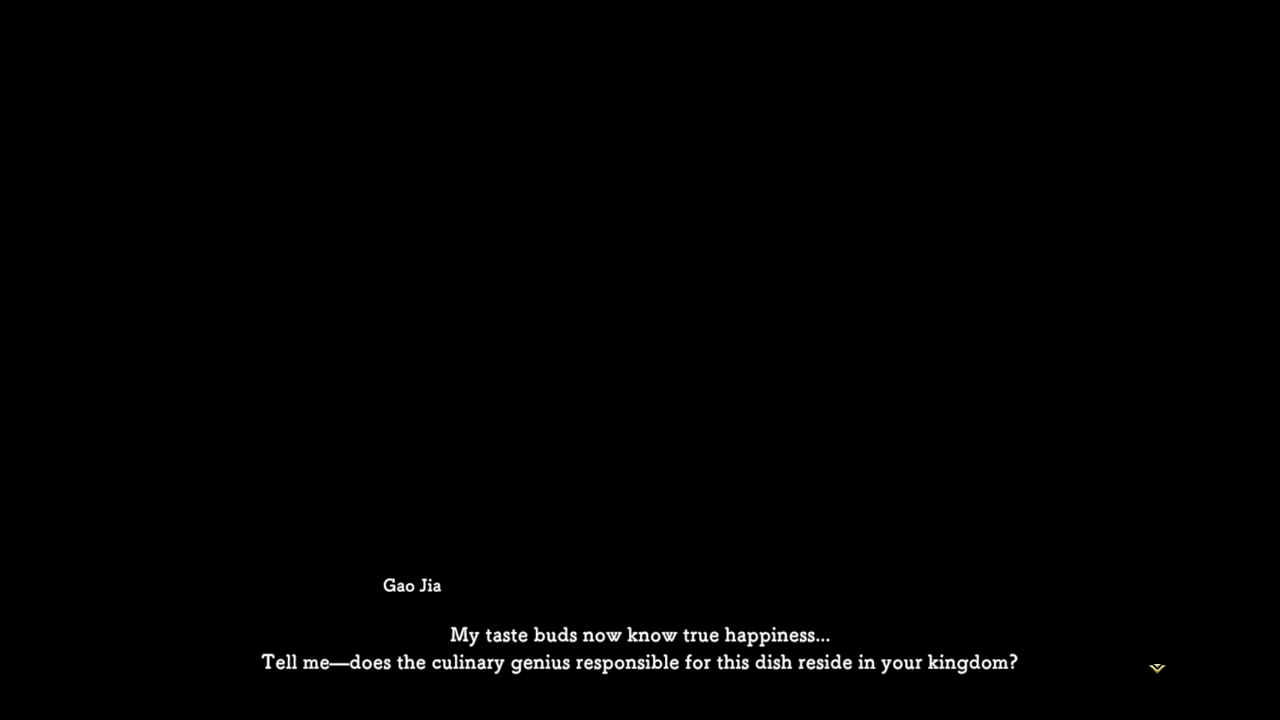 Gao Jia
My taste buds now know true happiness...
Tell me—does the culinary genius responsible for this dish reside in your kingdom?